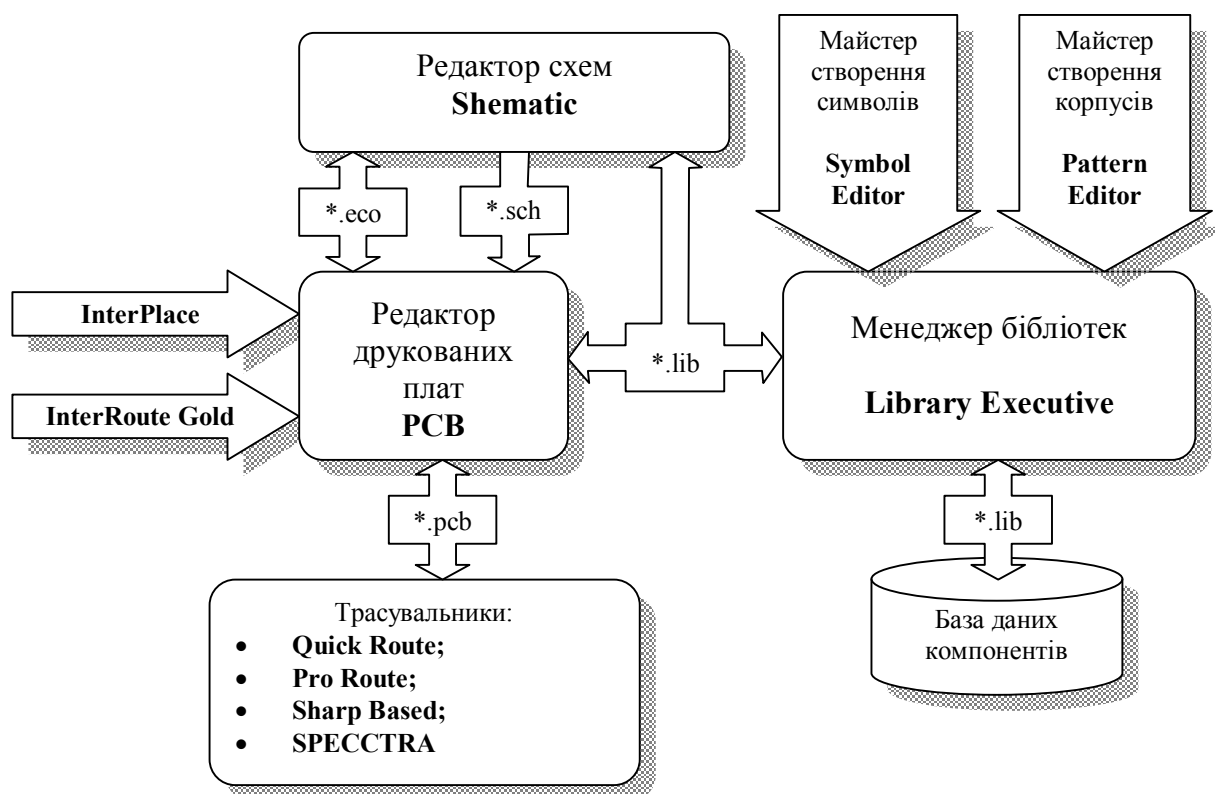 Редактор схем
Shematic
Майстер
створення
символів
Symbol
Editor
Майстер
створення
корпусів
Pattern
Editor
*.eco
*.sch
InterPlace
InterRoute Gold
Редактор
друкованих
плат
PCB
*.lib
Менеджер бібліотек
Library Executive
*.pcb
*.lib
Трасувальники:
• Quick Route;
• Pro Route;
• Sharp Based;
• SPECCTRA
База даних
компонентів